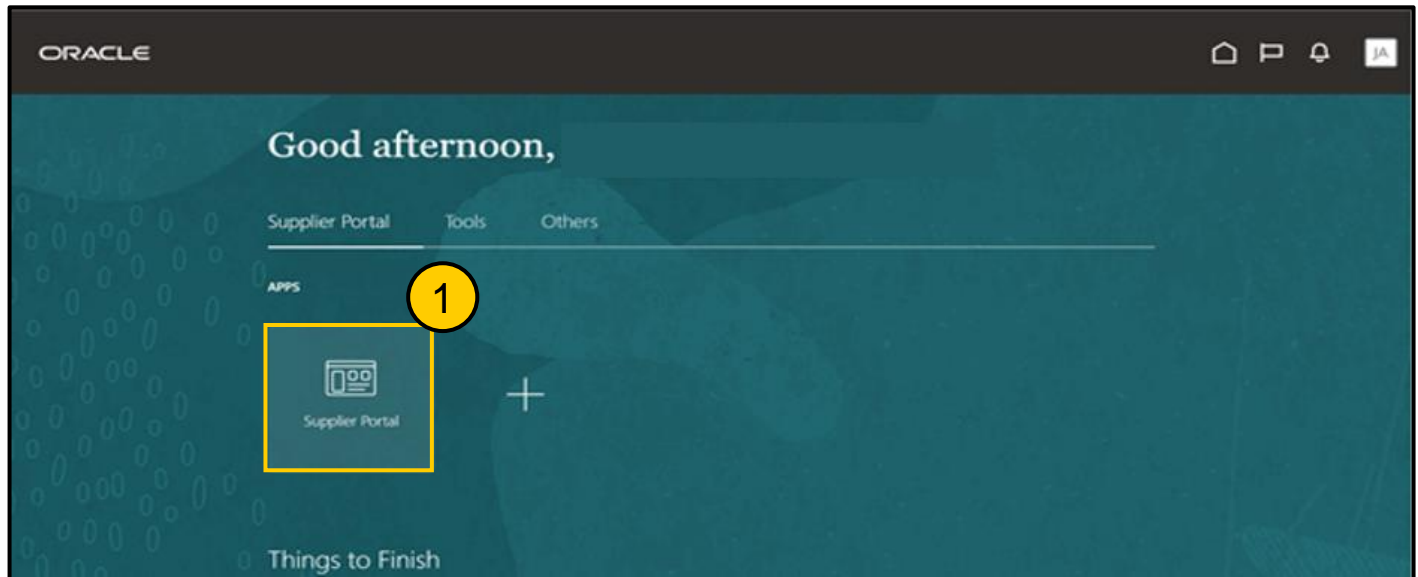 ORACLE
JA
Good afternoon,
Supplier Portal Tools Others
APPS
1
Supplier Portal
Things to Finish